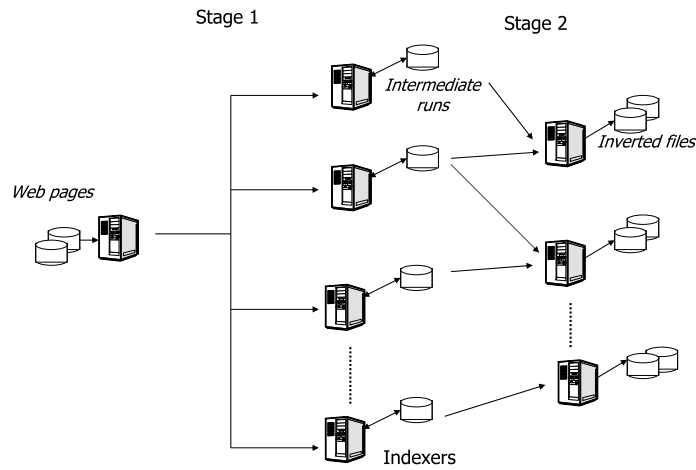 Stage 1
Stage 2
Intermediate
runs
Inverted files
Web pages
Indexers